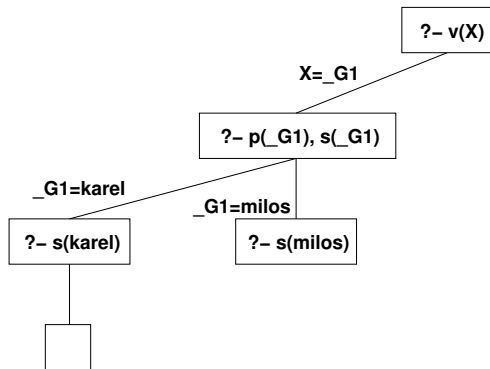 ?– v(X)
X=_G1
?– p(_G1), s(_G1)
_G1=karel
_G1=milos
?– s(karel)
?– s(milos)